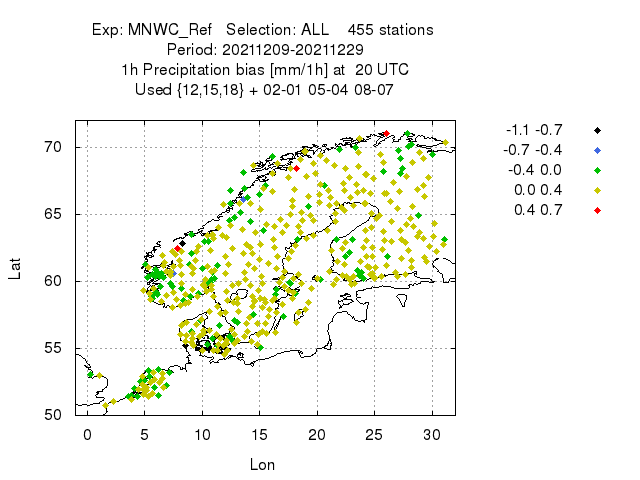 Exp: MNWC_Ref   Selection: ALL    455 stations
Period: 20211209-20211229
1h Precipitation bias [mm/1h] at  20 UTC
Used {12,15,18} + 02-01 05-04 08-07
-1.1 -0.7
-0.7 -0.4
-0.4 0.0
0.0 0.4
0.4 0.7
70
65
60
55
50
Lat
0 5 10 15 20 25 30
Lon